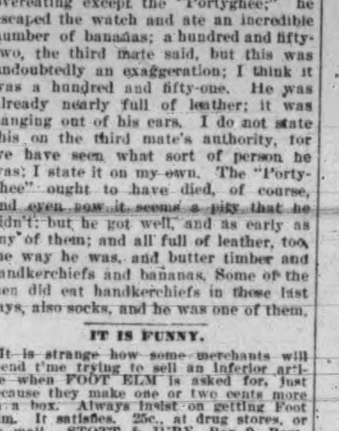 overeating except the "Portyghee;" he
escaped the watch and ate an incredible
number of bananas; a hundred and fifty-
two, the third mate said, but this was
undoubtedly an exaggeration; I think it
was a hundred and fifty-one. He was
already nearly full of leather; it was
hanging out of his ears. I do not state
this on the third mate's authority, for
we have seen what sort of person he
was; I state it on my own. The "Porty-
ghee" ought to have died, of course,
and even now it seems a pity that he
didn't; but he got well, and as early as
any of them; and all full of leather, too,
the way he was, and butter timber and
handkerchiefs and bananas. Some of the
men did eat handkerchiefs in those last
days, also socks, and he was one of them.
IT IS FUNNY.
It is strange how some merchants will
spend time trying to sell an inferior arti-
cle when FOOT ELM is asked for, just
because they make one or two cents more
on a box. Always insist on getting Foot
Elm. It satisfies. 25c., at drug stores, or